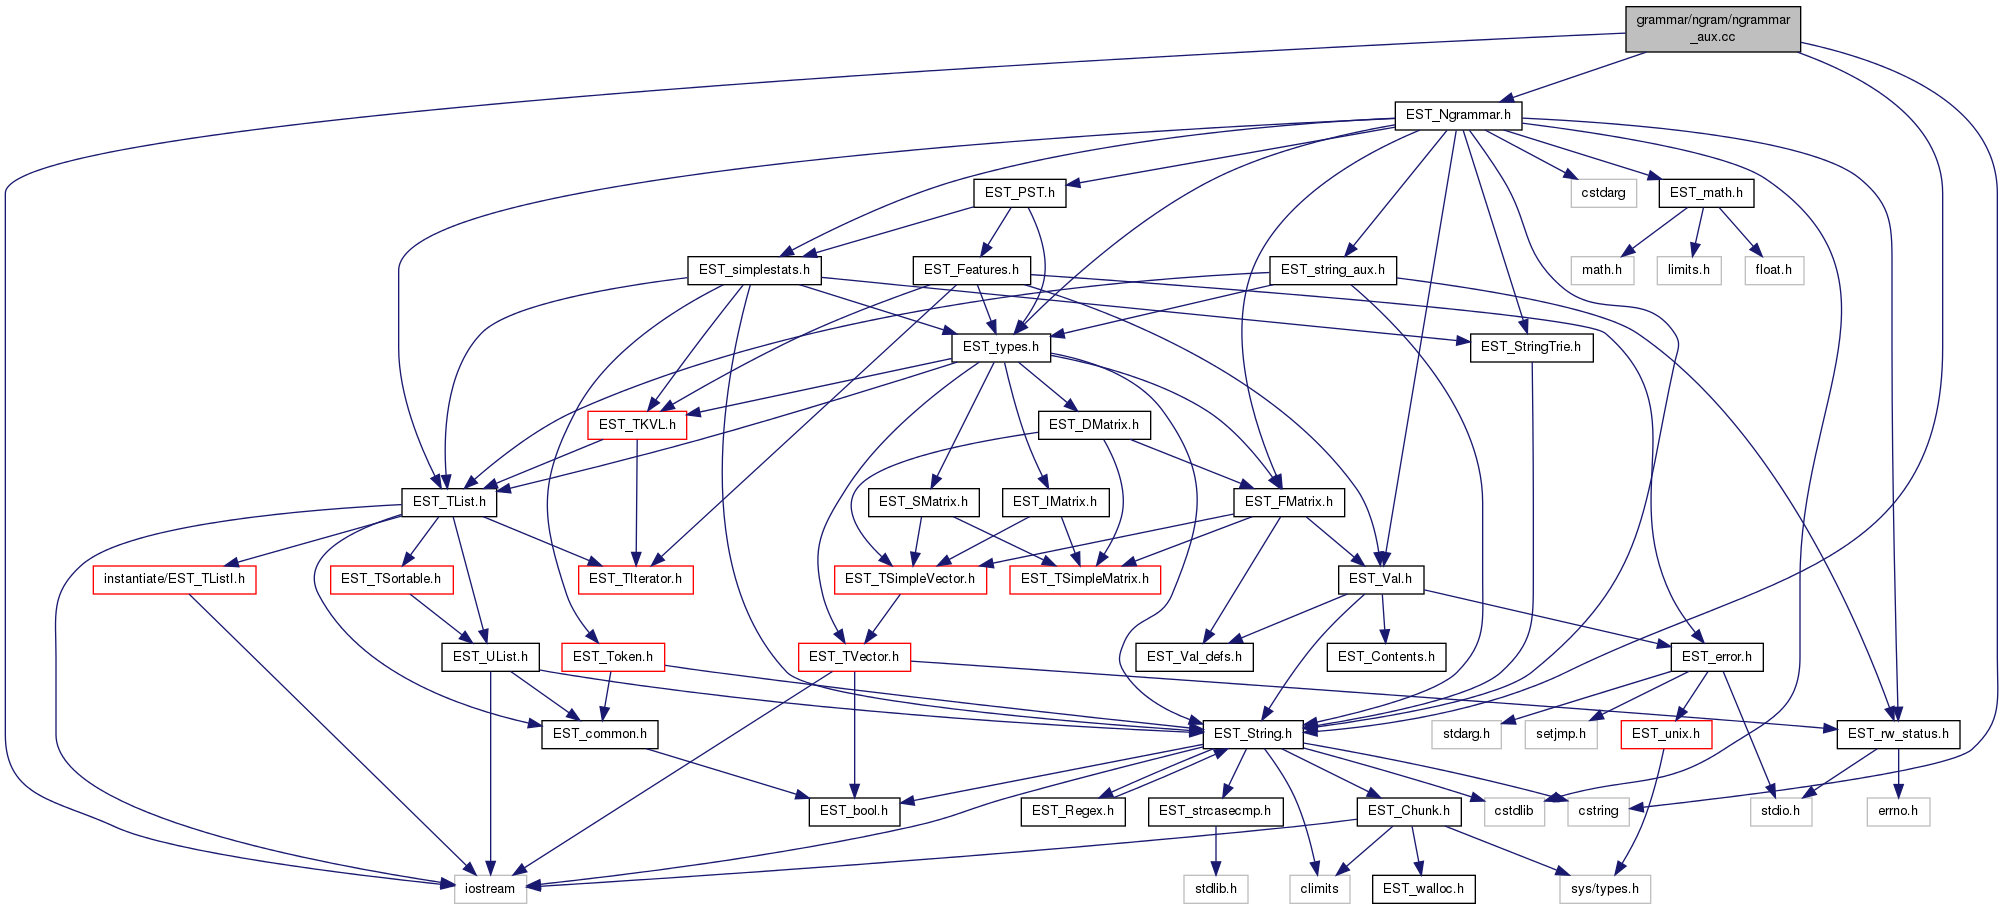 grammar/ngram/ngrammar
_aux.cc
EST_Ngrammar.h
EST_PST.h
cstdarg
EST_math.h
EST_simplestats.h
EST_Features.h
EST_string_aux.h
math.h
limits.h
float.h
EST_types.h
EST_StringTrie.h
EST_TKVL.h
EST_DMatrix.h
EST_TList.h
EST_SMatrix.h
EST_IMatrix.h
EST_FMatrix.h
instantiate/EST_TListI.h
EST_TSortable.h
EST_TIterator.h
EST_TSimpleVector.h
EST_TSimpleMatrix.h
EST_Val.h
EST_UList.h
EST_Token.h
EST_TVector.h
EST_Val_defs.h
EST_Contents.h
EST_error.h
EST_common.h
EST_String.h
stdarg.h
setjmp.h
EST_unix.h
EST_rw_status.h
EST_bool.h
EST_Regex.h
EST_strcasecmp.h
EST_Chunk.h
cstdlib
cstring
stdio.h
errno.h
iostream
stdlib.h
climits
EST_walloc.h
sys/types.h